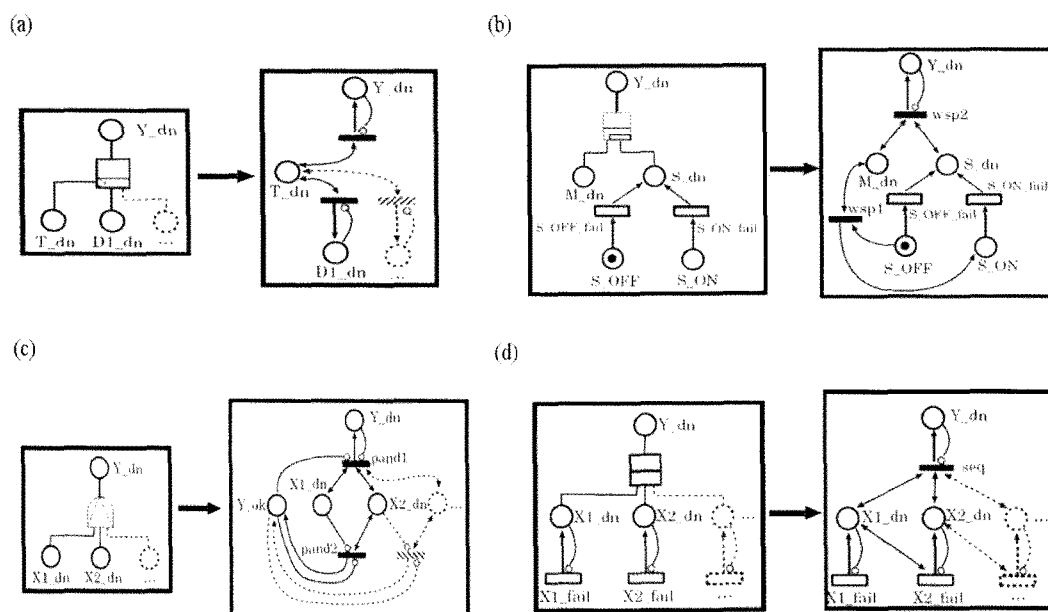 (a)
(b)
Y_dn
T_dn
D1_dn
...
Y_dn
T_dn
D1_dn
...
Y_dn
M_dn
S_dn
S_OFF_fail
S_ON_fail
S_OFF
S_ON
Y_dn
wsp2
M_dn
S_dn
S_ON_fail
wsp1
S_OFF_fail
S_OFF
S_ON
(c)
(d)
Y_dn
X1_dn
X2_dn
...
Y_dn
pand1
X1_dn
Y_ok
X2_dn
...
pand2
...
Y_dn
X1_dn
X2_dn
...
X1_fail
X2_fail
...
Y_dn
seq
X1_dn
X2_dn
...
X1_fail
X2_fail
...